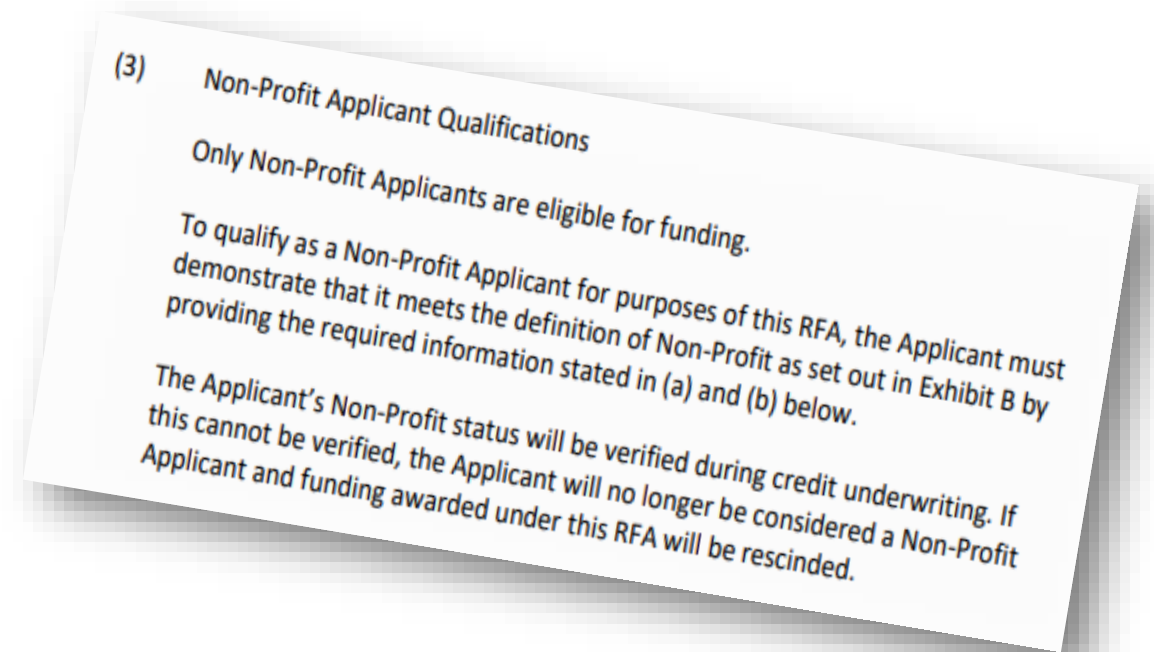 (3) Non-Profit Applicant Qualifications
Only Non-Profit Applicants are eligible for funding.
To qualify as a Non-Profit Applicant for purposes of this RFA, the Applicant must
demonstrate that it meets the definition of Non-Profit as set out in Exhibit B by
providing the required information stated in (a) and (b) below.
The Applicant’s Non-Profit status will be verified during credit underwriting. If
this cannot be verified, the Applicant will no longer be considered a Non-Profit
Applicant and funding awarded under this RFA will be rescinded.